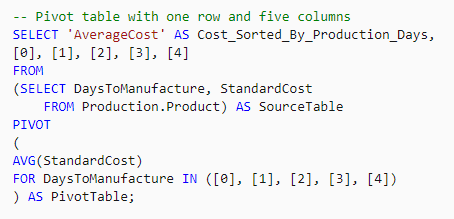 -- Pivot table with one row and five columns
SELECT 'AverageCost' AS Cost_Sorted_By_Production_Days,
[0], [1], [2], [3], [4]
FROM
(SELECT DaysToManufacture, StandardCost
    FROM Production.Product) AS SourceTable
PIVOT
(
AVG(StandardCost)
FOR DaysToManufacture IN ([0], [1], [2], [3], [4])
) AS PivotTable;